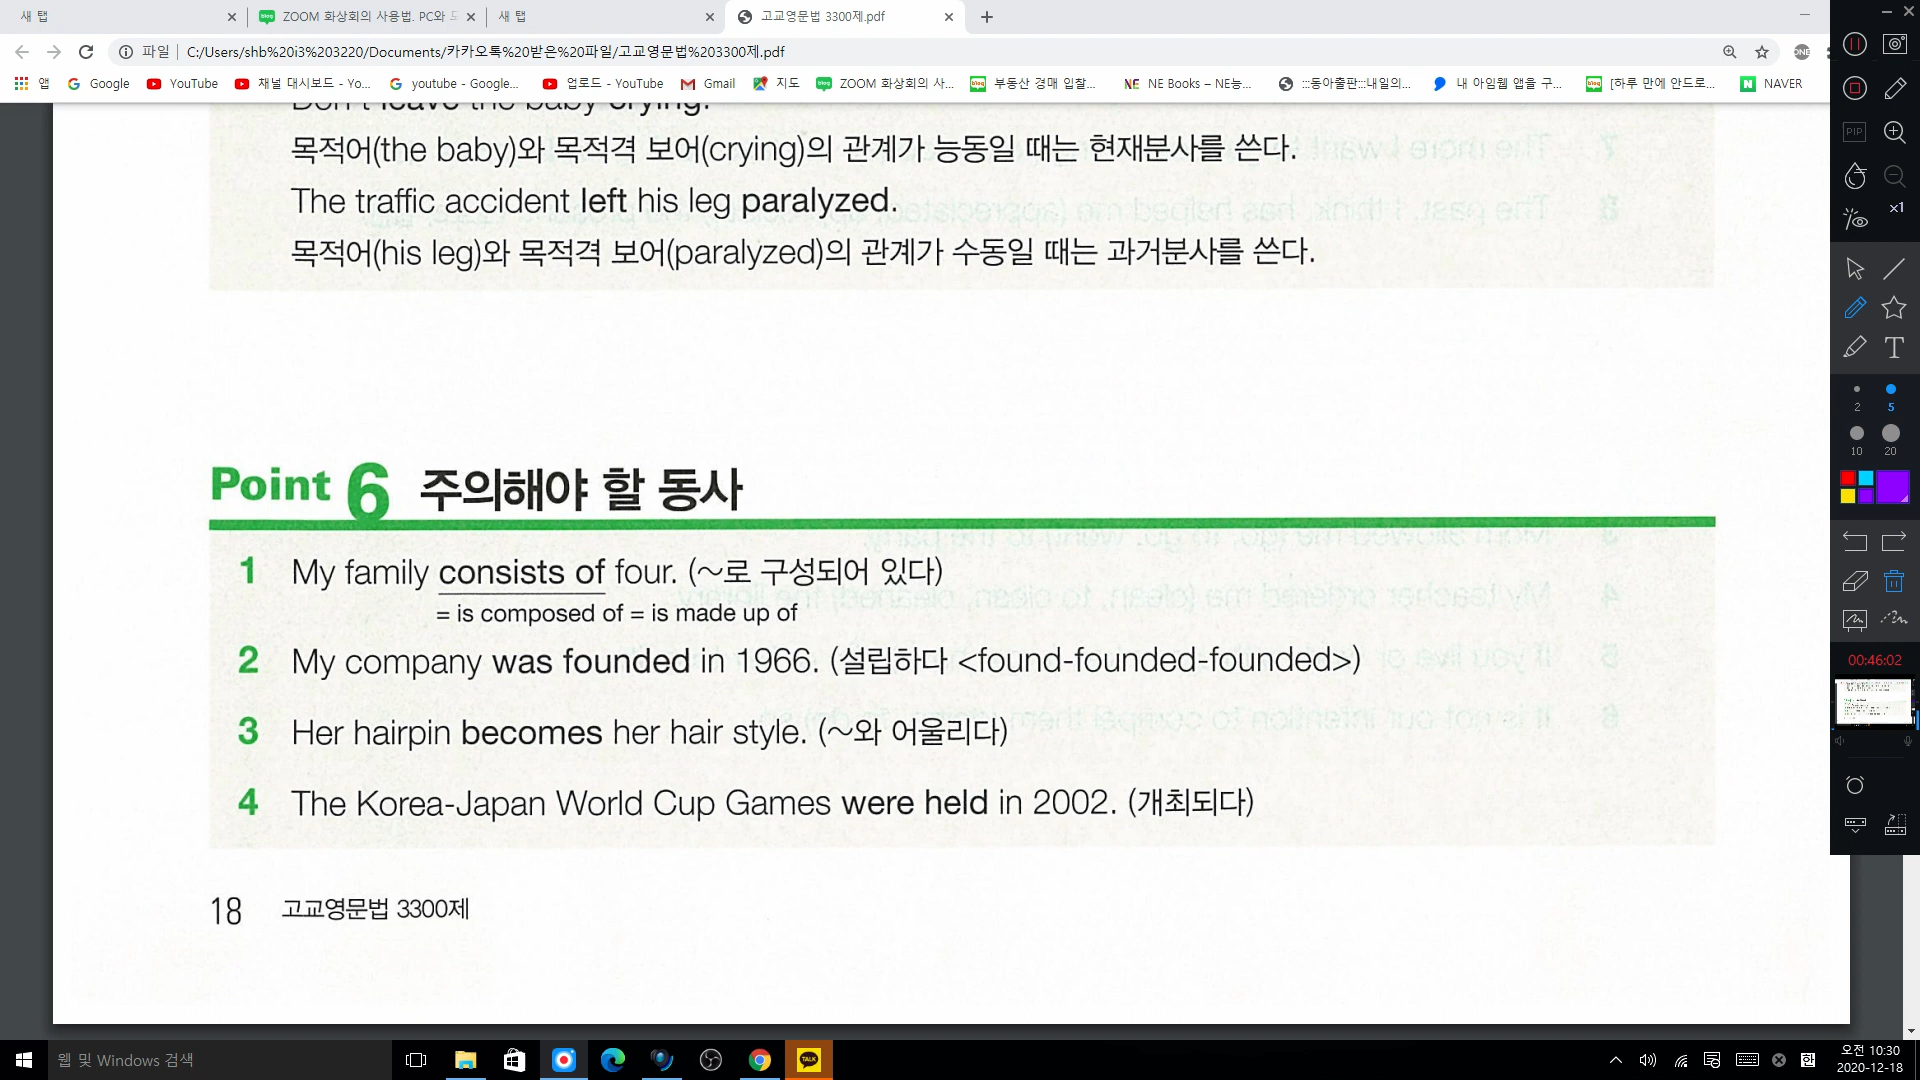 새 탭
ZOOM 화상회의 사용법. PC와
새 탭
고교영문법 3300제.pdf
파일 C:/Users/shb%20i3%203220/Documents/카카오톡%20받은%20파일/고교영문법%203300제.pdf
앱 Google YouTube 채널 대시보드 - Yo... youtube - Google... 업로드 - YouTube Gmail 지도 ZOOM 화상회의 사... 부동산 경매 입찰... NE Books – NE능... :::동아출판:::내일의... 내 아임웹 앱을 구... [하루 만에 안드로... NAVER
Don't leave the baby crying.
목적어(the baby)와 목적격 보어(crying)의 관계가 능동일 때는 현재분사를 쓴다.
The traffic accident left his leg paralyzed.
목적어(his leg)와 목적격 보어(paralyzed)의 관계가 수동일 때는 과거분사를 쓴다.
Point 6 주의해야 할 동사
1 My family consists of four. (~로 구성되어 있다)
= is composed of = is made up of
2 My company was founded in 1966. (설립하다 <found-founded-founded>)
3 Her hairpin becomes her hair style. (~와 어울리다)
4 The Korea-Japan World Cup Games were held in 2002. (개최되다)
18 고교영문법 3300제
PIP
x1
T
2 5
10 20
00:46:02
웹 및 Windows 검색
TALK
한
오전 10:30
2020-12-18